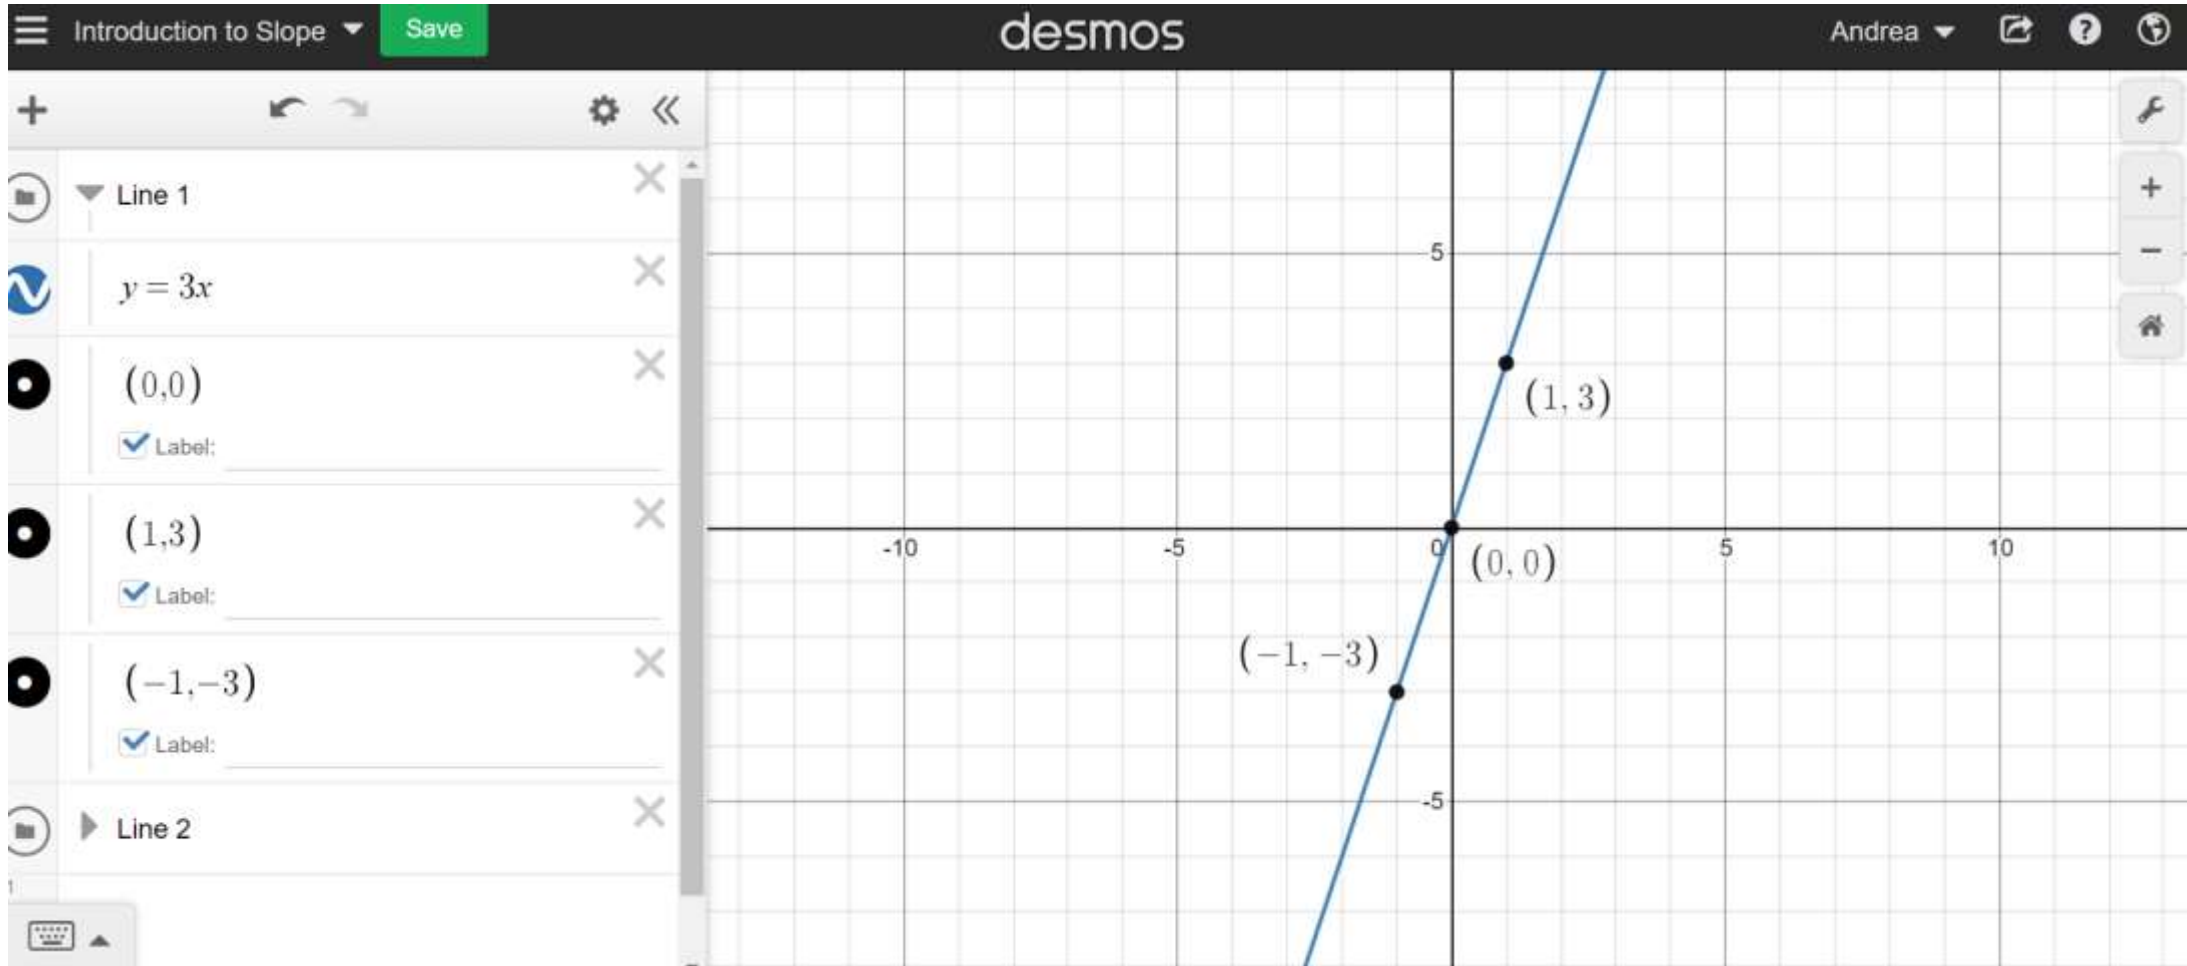 Introduction to Slope Save desmos Andrea
Line 1
y = 3x
(0,0)
Label:
(1,3)
Label:
(−1,−3)
Label:
Line 2
1
5
(1, 3)
-10 -5 0 5 10
(0, 0)
(−1, −3)
-5